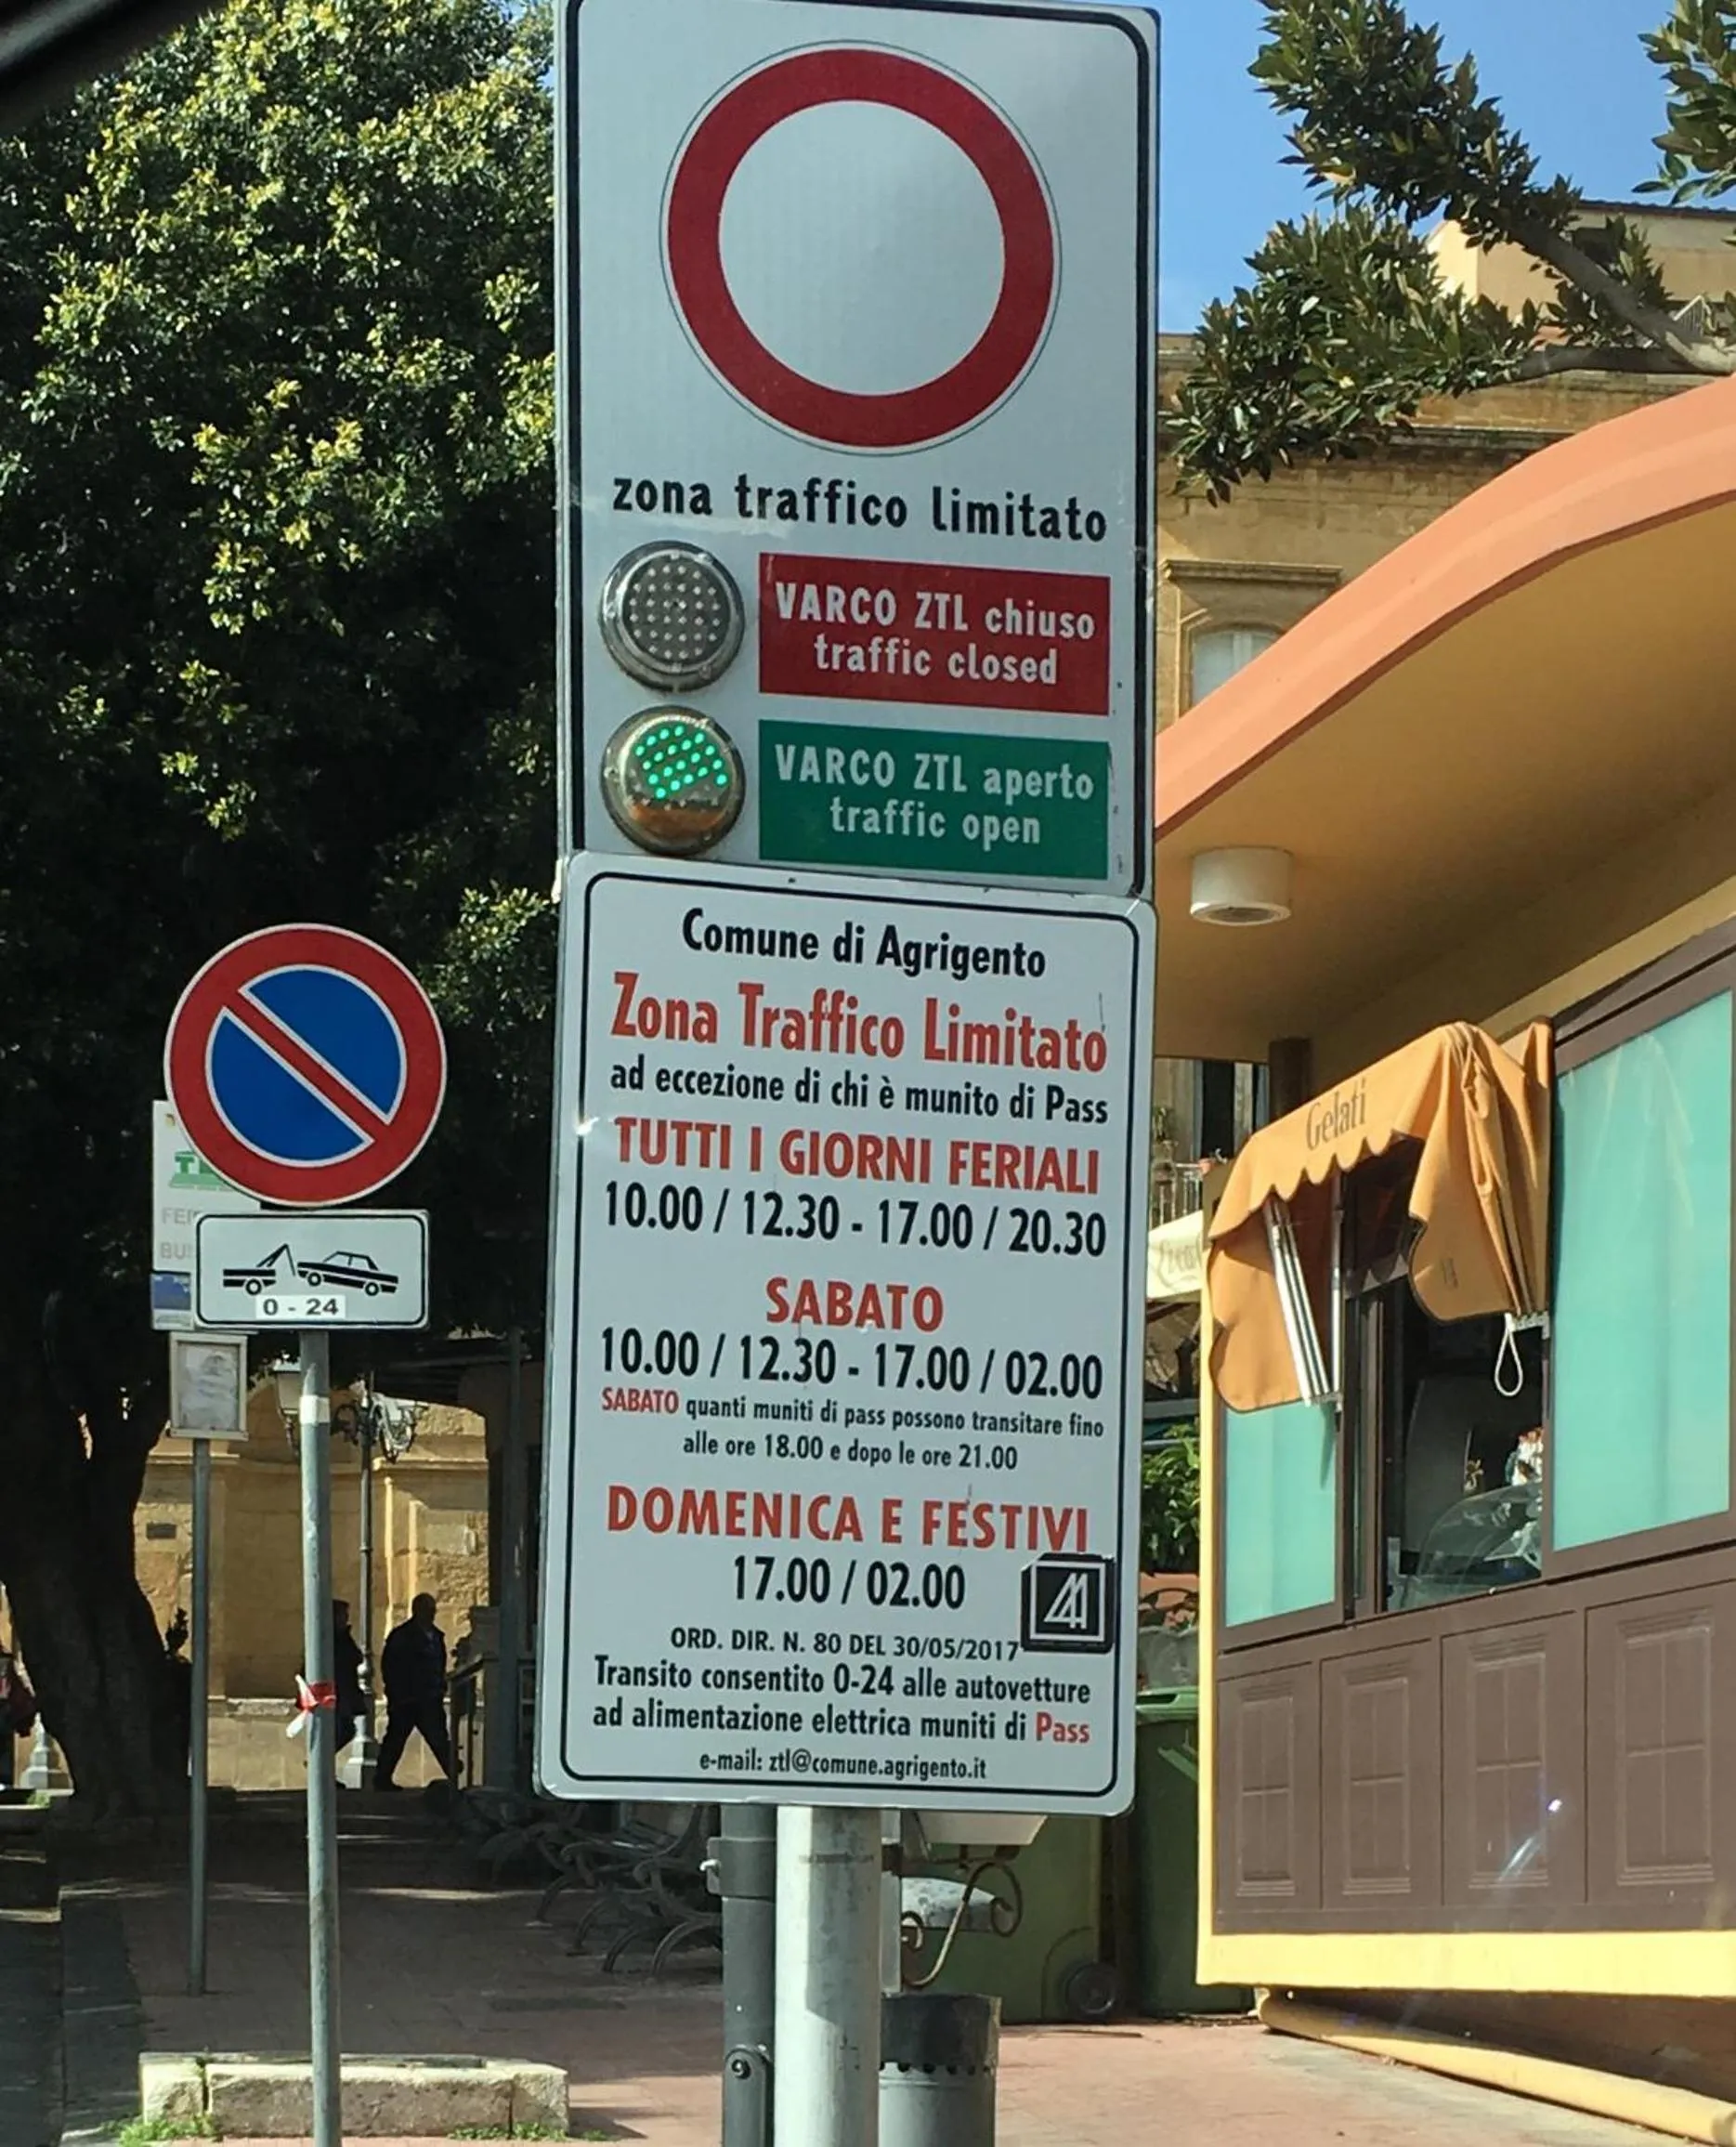 zona traffico limitato
VARCO ZTL chiuso
traffic closed
VARCO ZTL aperto
traffic open
Comune di Agrigento
Zona Traffico Limitato
ad eccezione di chi è munito di Pass
TUTTI I GIORNI FERIALI
10.00 / 12.30 - 17.00 / 20.30
SABATO
10.00 / 12.30 - 17.00 / 02.00
SABATO quanti muniti di pass possono transitare fino
alle ore 18.00 e dopo le ore 21.00
DOMENICA E FESTIVI
17.00 / 02.00
ORD. DIR. N. 80 DEL 30/05/2017
Transito consentito 0-24 alle autovetture
ad alimentazione elettrica muniti di Pass
e-mail: ztl@comune.agrigento.it
0 - 24
Gelati